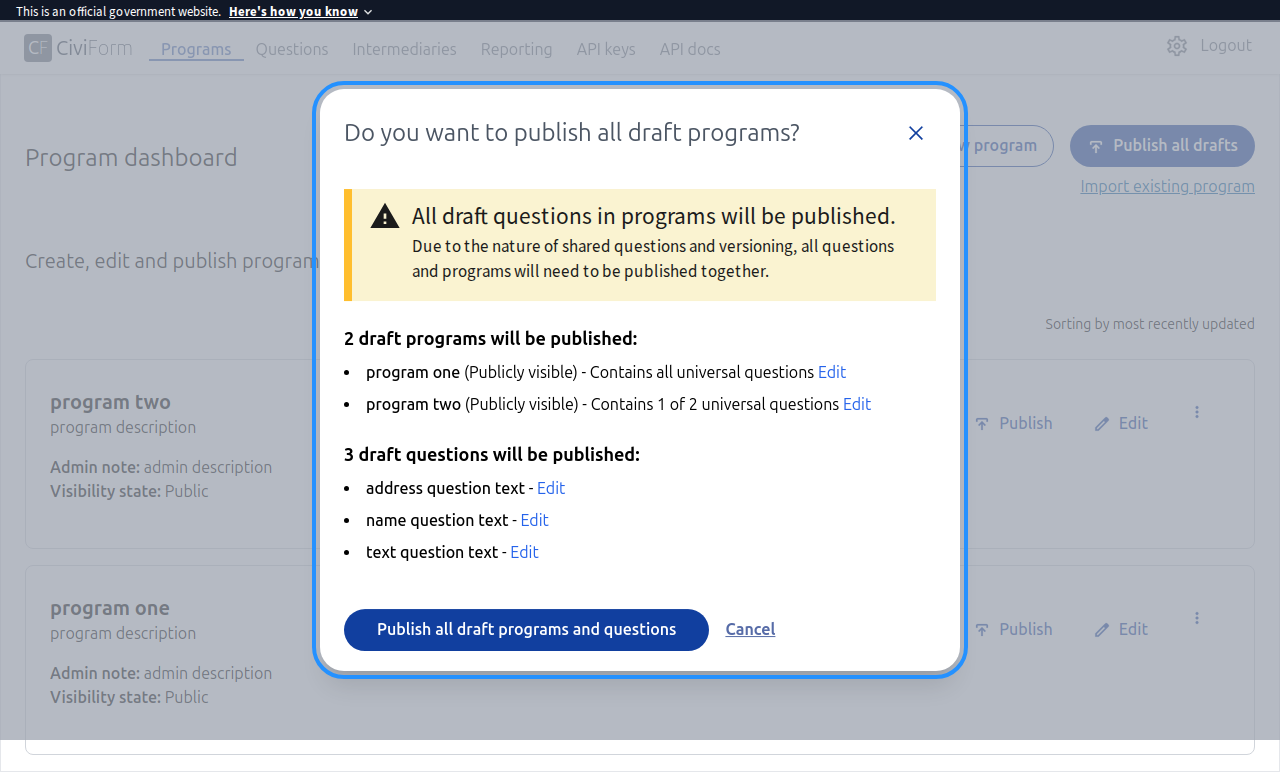 This is an official government website. Here's how you know
CF CiviForm Programs Questions Intermediaries Reporting API keys API docs Logout
Do you want to publish all draft programs?
program Publish all drafts
Program dashboard
Import existing program
All draft questions in programs will be published.
Due to the nature of shared questions and versioning, all questions
and programs will need to be published together.
Create, edit and publish program
Sorting by most recently updated
2 draft programs will be published:
• program one (Publicly visible) - Contains all universal questions Edit
• program two (Publicly visible) - Contains 1 of 2 universal questions Edit
3 draft questions will be published:
• address question text - Edit
• name question text - Edit
• text question text - Edit
Publish all draft programs and questions Cancel
program two
program description
Publish Edit
Admin note: admin description
Visibility state: Public
program one
program description
Publish Edit
Admin note: admin description
Visibility state: Public